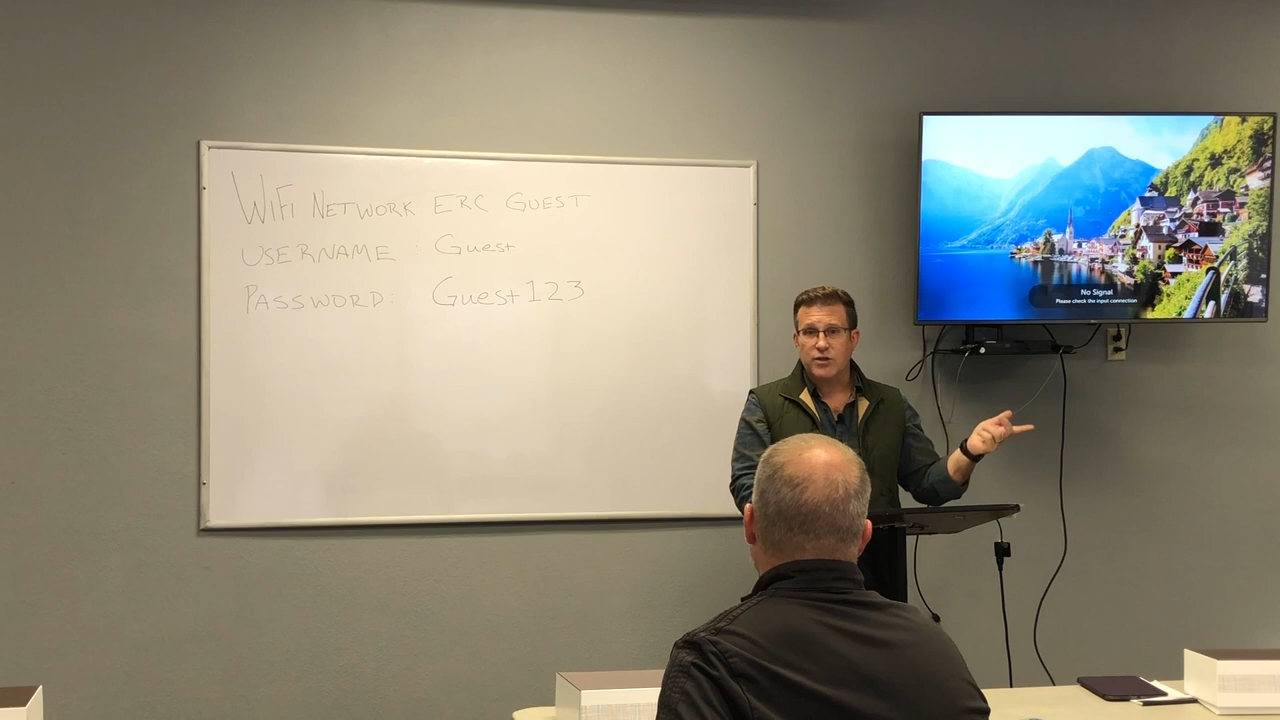 WIFI NETWORK ERC GUEST
USERNAME : Guest
PASSWORD : Guest123
No Signal
Please check the input connection